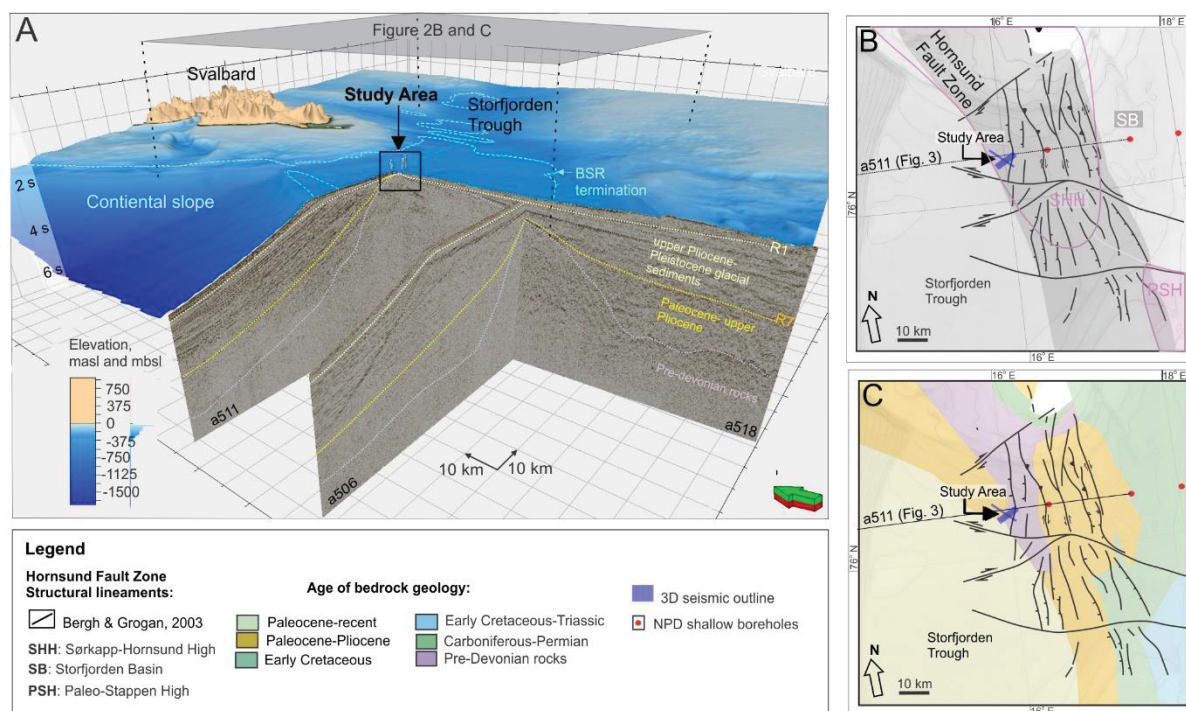 A
Figure 2B and C
Svalbard
Svalbard
Study Area
Storfjorden
Trough
BSR
termination
2 s
4 s
6 s
Contiental slope
R1
upper Pliocene-
Pleistocene glacial
sediments
R7
Paleocene- upper
Pliocene
Pre-devonian rocks
Elevation,
masl and mbsl
750
375
0
-375
-750
-1125
-1500
a511
a506
a518
10 km
10 km
Legend
Hornsund Fault Zone
Structural lineaments:
Bergh & Grogan, 2003
SHH: Sørkapp-Hornsund High
SB: Storfjorden Basin
PSH: Paleo-Stappen High
Age of bedrock geology:
Paleocene-recent
Paleocene-Pliocene
Early Cretaceous
Early Cretaceous-Triassic
Carboniferous-Permian
Pre-Devonian rocks
3D seismic outline
NPD shallow boreholes
B
16° E
18° E
Hornsund
Fault Zone
SB
Study
Area
a511 (Fig. 3)
76° N
SHH
Storfjorden
Trough
PSH
N
10 km
16° E
C
16° E
18° E
Study Area
a511 (Fig. 3)
76° N
Storfjorden
Trough
N
10 km
16° E